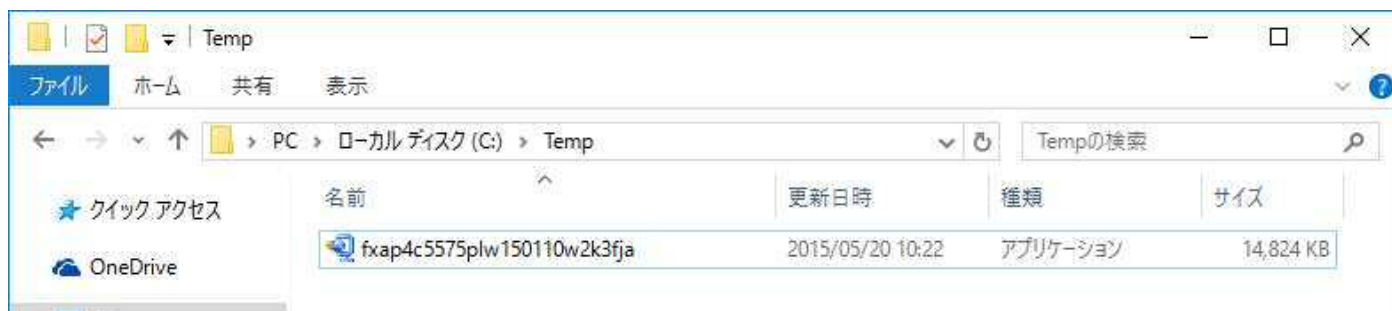 Temp
ファイル ホーム 共有 表示
PC › ローカル ディスク (C:) › Temp Tempの検索
クイック アクセス 名前 更新日時 種類 サイズ
fxap4c5575plw150110w2k3fja 2015/05/20 10:22 アプリケーション 14,824 KB
OneDrive